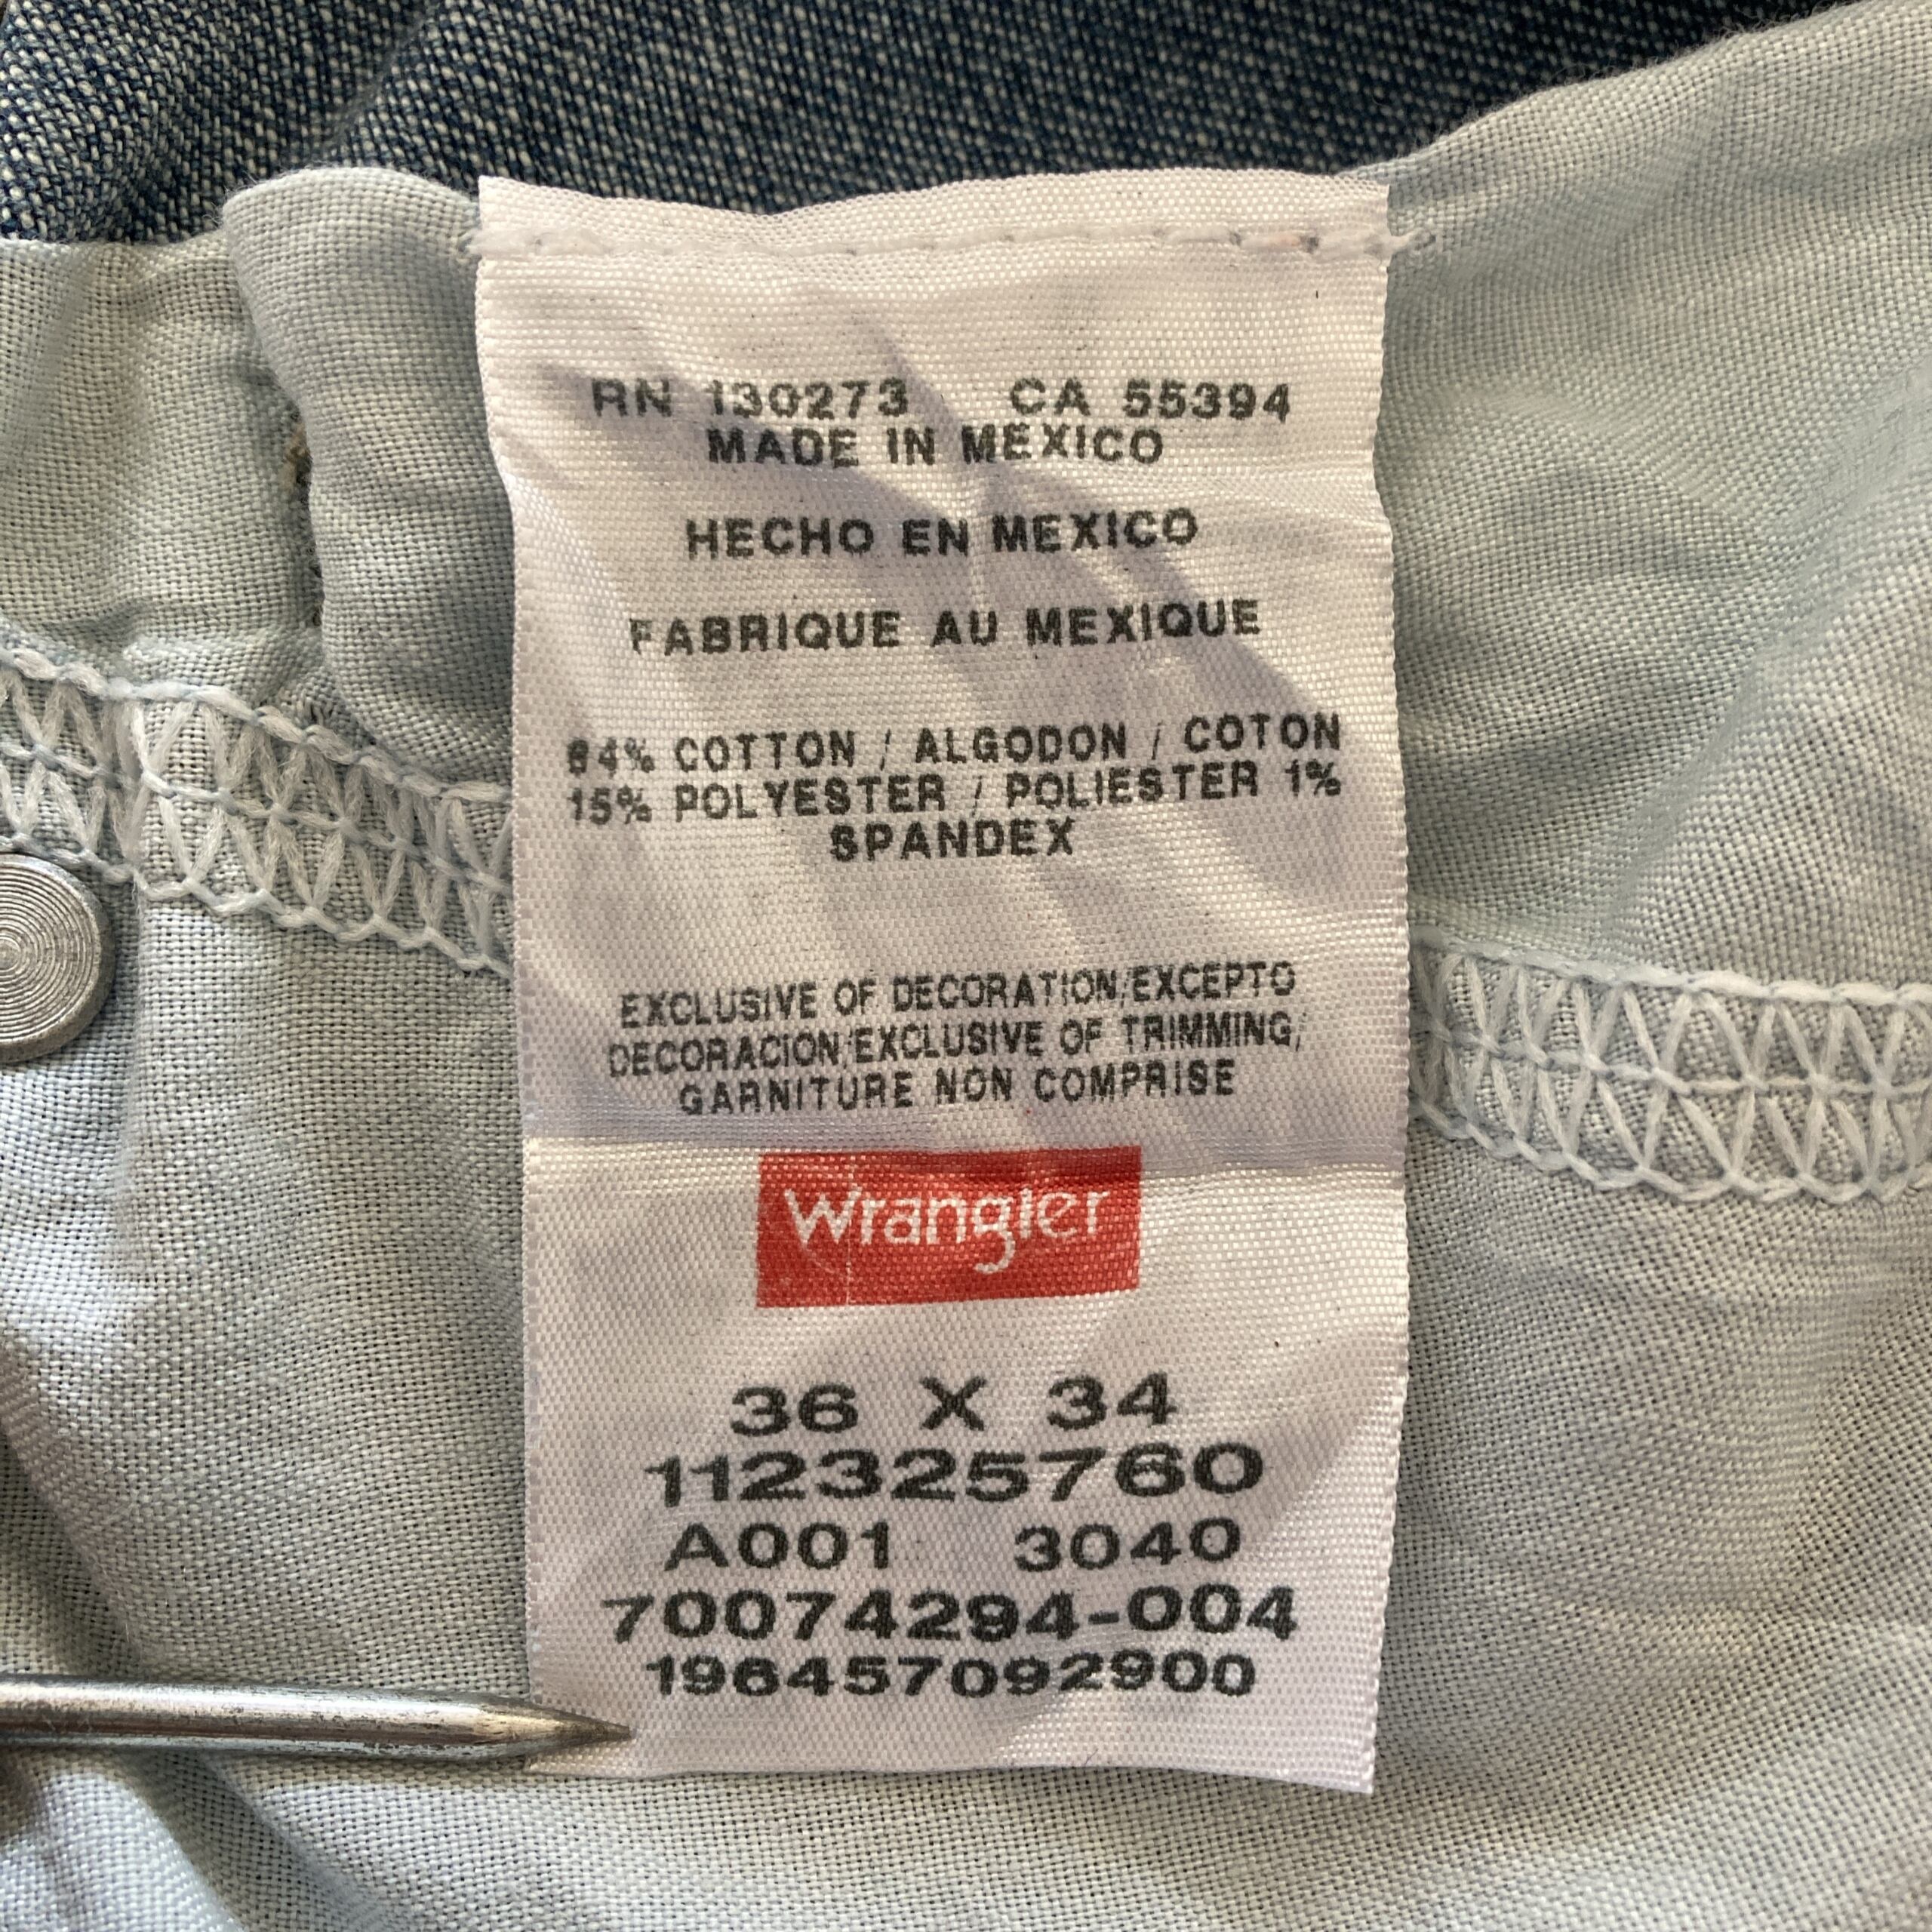 RN 130273 CA 55394
MADE IN MEXICO
HECHO EN MEXICO
FABRIQUE AU MEXIQUE
84% COTTON / ALGODON / COTON
15% POLYESTER / POLIESTER 1%
SPANDEX
EXCLUSIVE OF DECORATION/EXCEPTO
DECORACION/EXCLUSIVE OF TRIMMING/
GARNITURE NON COMPRISE
Wrangler
36 X 34
112325760
A001 3040
70074294-004
196457092900